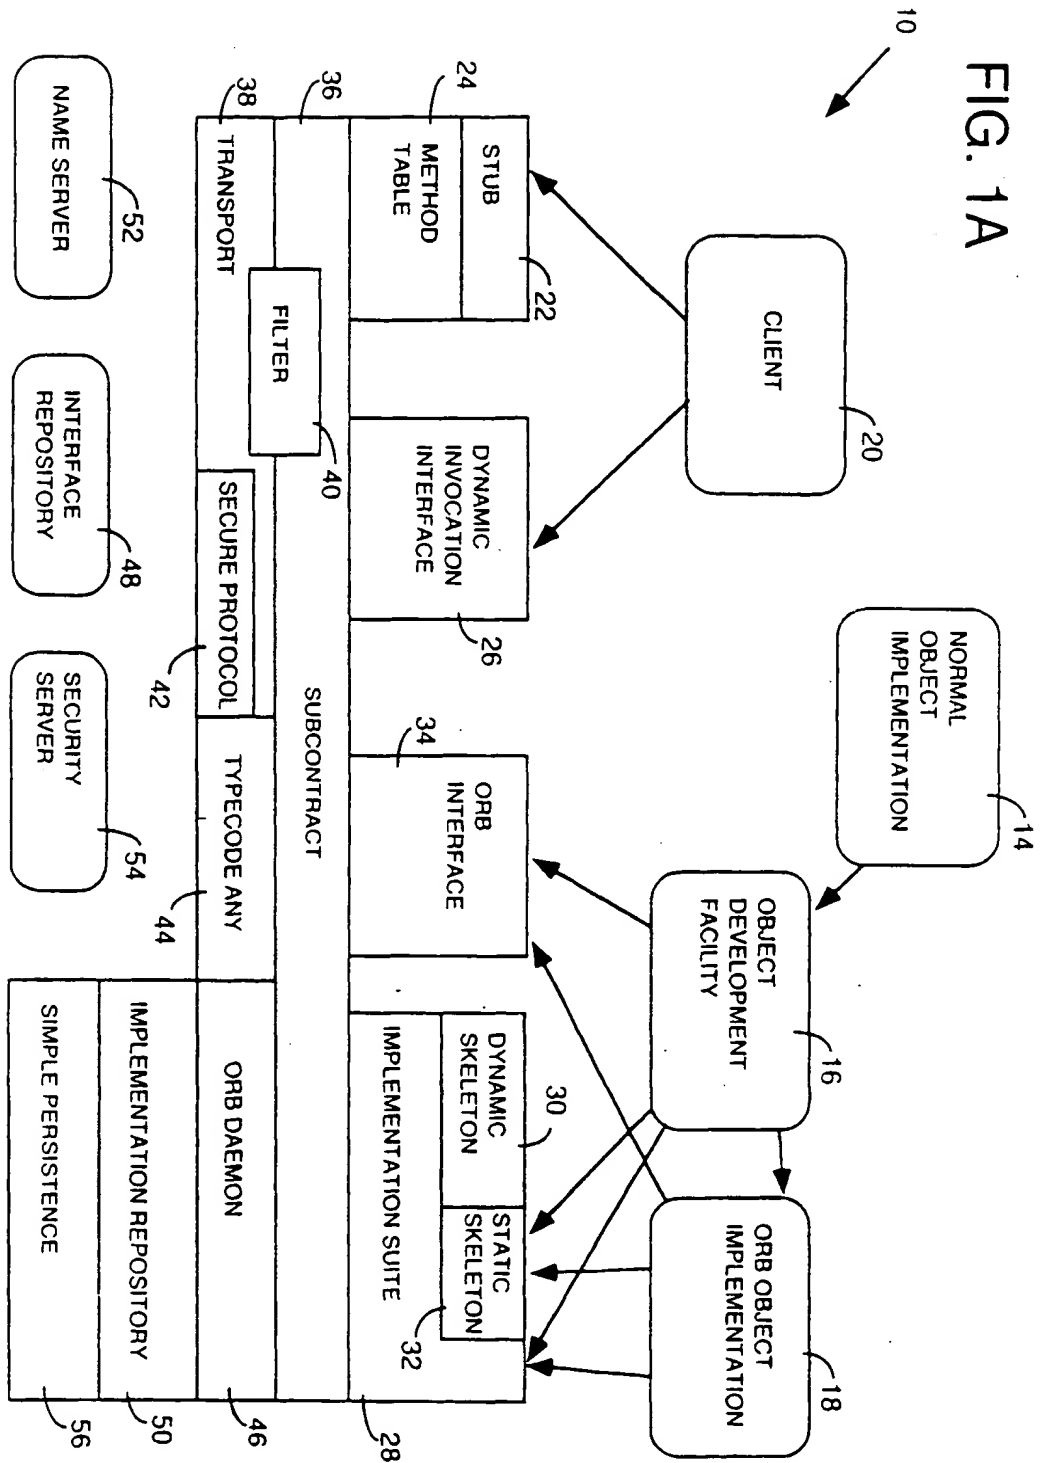 FIG. 1A
10
CLIENT
20
NORMAL
OBJECT
IMPLEMENTATION
14
OBJECT
DEVELOPMENT
FACILITY
16
ORB OBJECT
IMPLEMENTATION
18
STUB
22
24
METHOD
TABLE
DYNAMIC
INVOCATION
INTERFACE
26
34
ORB
INTERFACE
DYNAMIC
SKELETON
30
STATIC
SKELETON
32
IMPLEMENTATION SUITE
28
36
SUBCONTRACT
38
TRANSPORT
FILTER
40
SECURE PROTOCOL
42
TYPECODE ANY
44
ORB DAEMON
46
IMPLEMENTATION REPOSITORY
50
SIMPLE PERSISTENCE
56
NAME SERVER
52
INTERFACE
REPOSITORY
48
SECURITY
SERVER
54